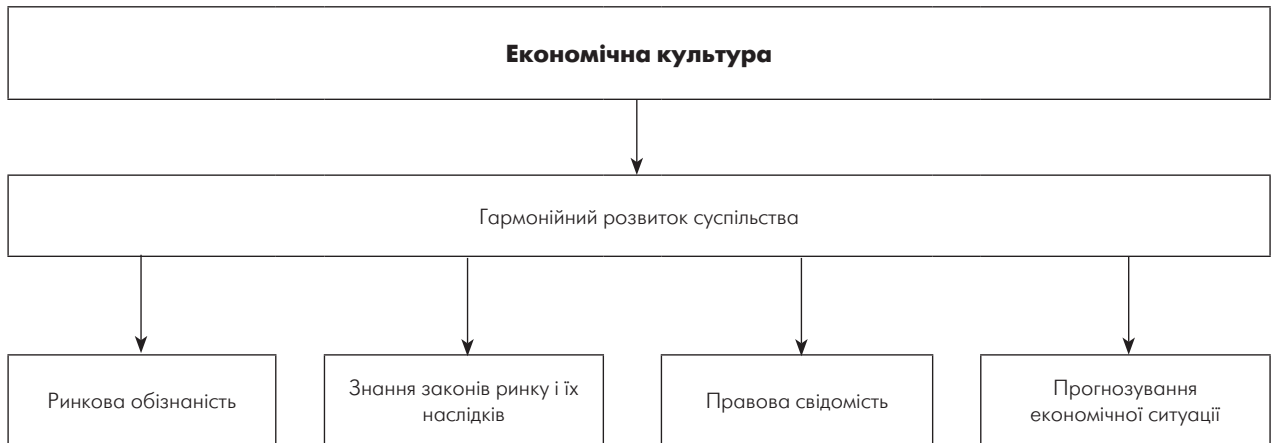 Економічна культура
Гармонійний розвиток суспільства
Ринкова обізнаність
Знання законів ринку і їх
наслідків
Правова свідомість
Прогнозування
економічної ситуації